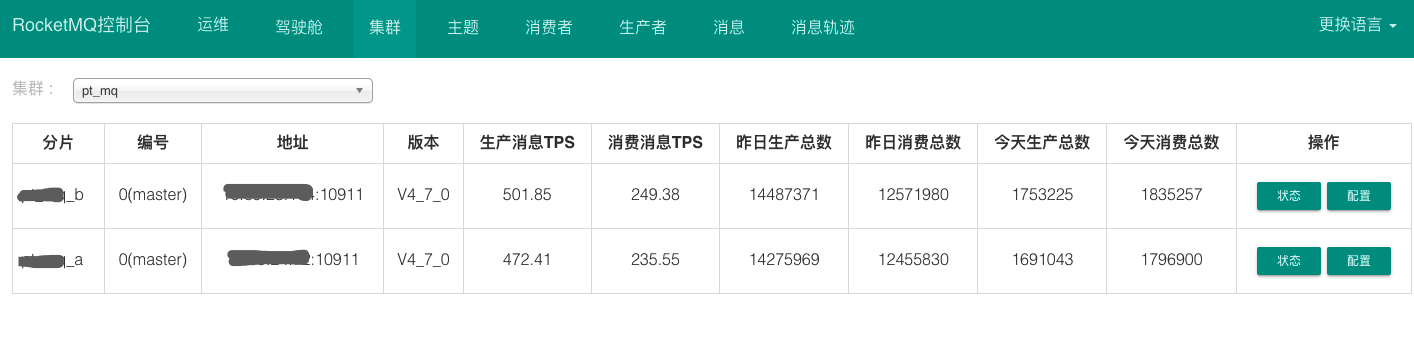 RocketMQ控制台 运维 驾驶舱 集群 主题 消费者 生产者 消息 消息轨迹 更换语言
集群： pt_mq
分片 编号 地址 版本 生产消息TPS 消费消息TPS 昨日生产总数 昨日消费总数 今天生产总数 今天消费总数 操作
_b 0(master) :10911 V4_7_0 501.85 249.38 14487371 12571980 1753225 1835257 状态 配置
_a 0(master) :10911 V4_7_0 472.41 235.55 14275969 12455830 1691043 1796900 状态 配置